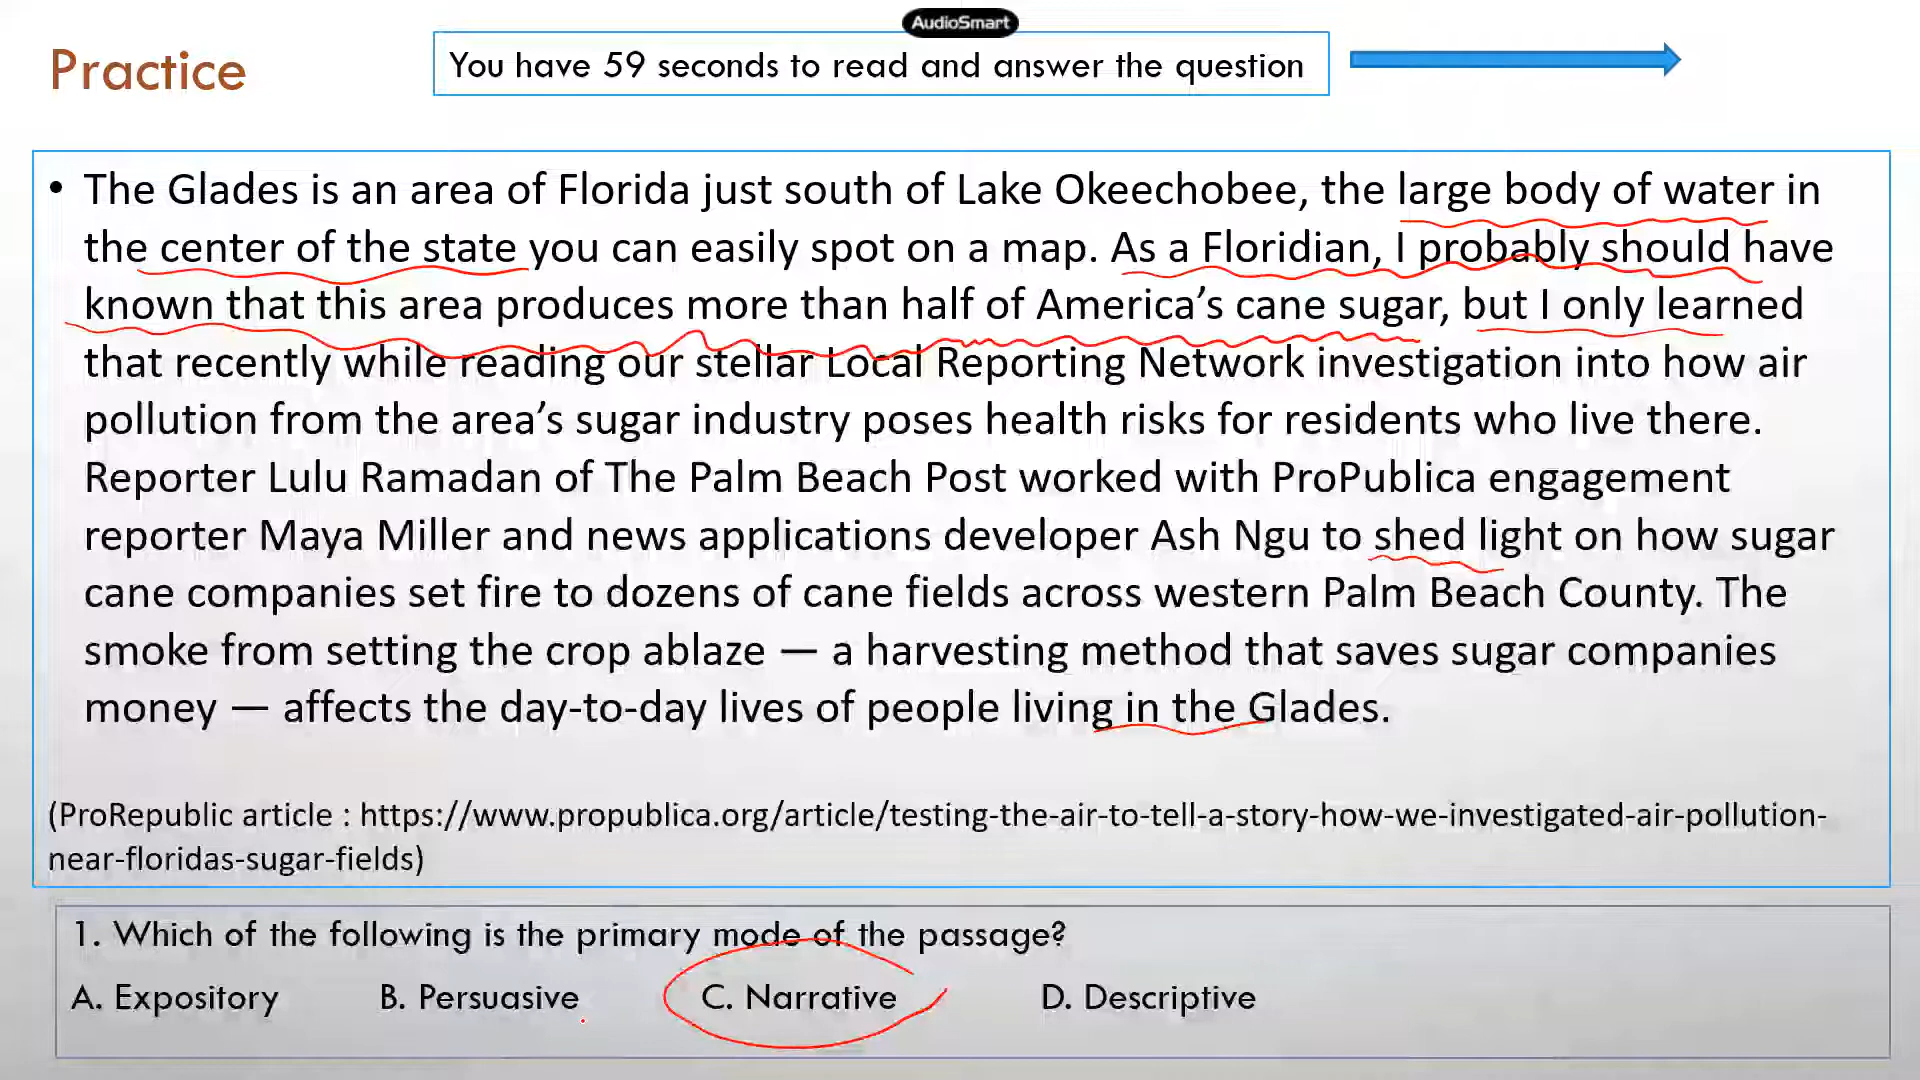 AudioSmart
Practice
You have 59 seconds to read and answer the question
• The Glades is an area of Florida just south of Lake Okeechobee, the large body of water in
the center of the state you can easily spot on a map. As a Floridian, I probably should have
known that this area produces more than half of America’s cane sugar, but I only learned
that recently while reading our stellar Local Reporting Network investigation into how air
pollution from the area’s sugar industry poses health risks for residents who live there.
Reporter Lulu Ramadan of The Palm Beach Post worked with ProPublica engagement
reporter Maya Miller and news applications developer Ash Ngu to shed light on how sugar
cane companies set fire to dozens of cane fields across western Palm Beach County. The
smoke from setting the crop ablaze — a harvesting method that saves sugar companies
money — affects the day-to-day lives of people living in the Glades.
(ProRepublic article : https://www.propublica.org/article/testing-the-air-to-tell-a-story-how-we-investigated-air-pollution-
near-floridas-sugar-fields)
1. Which of the following is the primary mode of the passage?
A. Expository B. Persuasive C. Narrative D. Descriptive